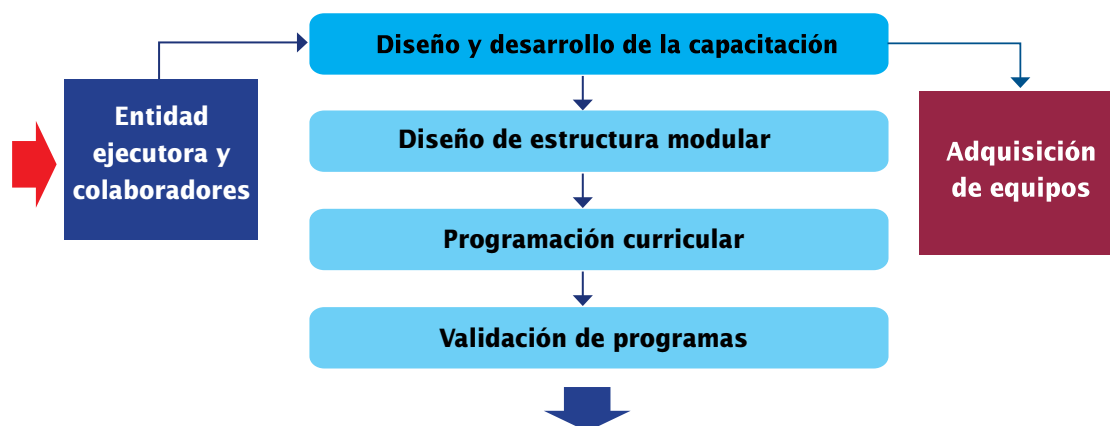 Diseño y desarrollo de la capacitación
Entidad
ejecutora y
colaboradores
Diseño de estructura modular
Adquisición
de equipos
Programación curricular
Validación de programas